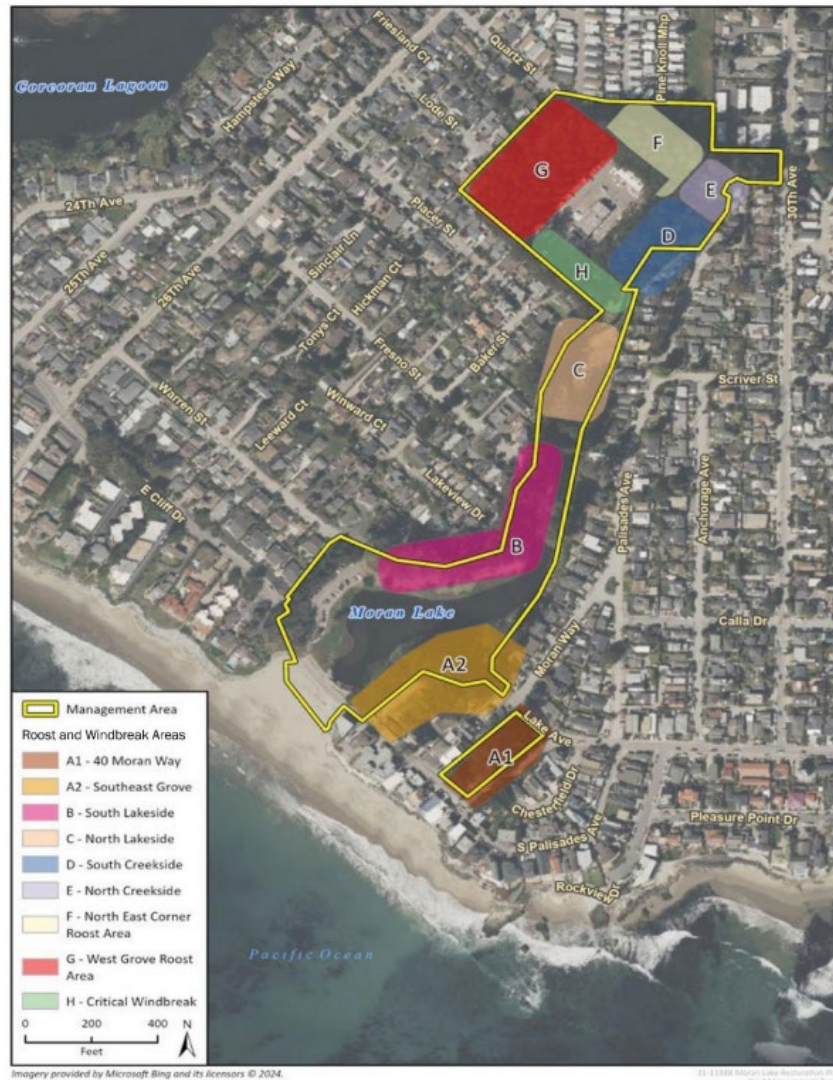 Friesland Ct
Quartz St
Pine Knoll Mhp
Corcoran Lagoon
Hampstead Way
Lode St
F
G
E
30Th Ave
24Th Ave
Placer St
D
25Th Ave
26Th Ave
Sinclair Ln
Hickman Ct
H
Tonys Ct
Fresno St
Baker St
C
Scriver St
Warren St
Leeward Ct
Winward Ct
Lakeview Dr
Palisades Ave
Anchorage Ave
E Cliff Dr
B
Moran Lake
Calla Dr
Moran Way
A2
Lake Ave
A1
Chesterfield Dr
Pleasure Point Dr
S Palisades Ave
Rockview Dr
Pacific Ocean
Management Area
Roost and Windbreak Areas
A1 - 40 Moran Way
A2 - Southeast Grove
B - South Lakeside
C - North Lakeside
D - South Creekside
E - North Creekside
F - North East Corner
Roost Area
G - West Grove Roost
Area
H - Critical Windbreak
0 200 400
N
Feet
Imagery provided by Microsoft Bing and its licensors © 2024.
Moran Lake Restoration